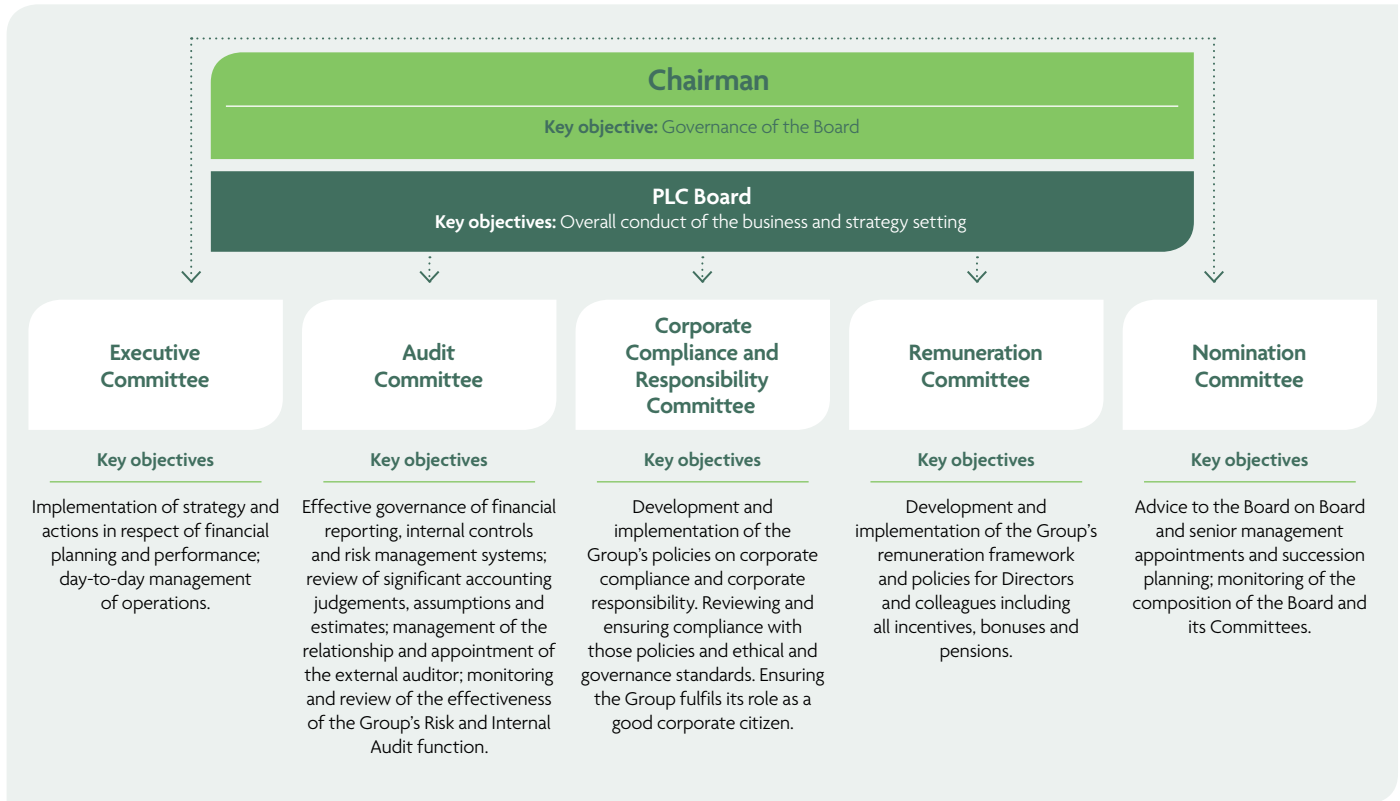 Chairman
Key objective: Governance of the Board
PLC Board
Key objectives: Overall conduct of the business and strategy setting
Executive
Committee
Key objectives
Implementation of strategy and
actions in respect of financial
planning and performance;
day-to-day management
of operations.
Audit
Committee
Key objectives
Effective governance of financial
reporting, internal controls
and risk management systems;
review of significant accounting
judgements, assumptions and
estimates; management of the
relationship and appointment of
the external auditor; monitoring
and review of the effectiveness
of the Group’s Risk and Internal
Audit function.
Corporate
Compliance and
Responsibility
Committee
Key objectives
Development and
implementation of the
Group’s policies on corporate
compliance and corporate
responsibility. Reviewing and
ensuring compliance with
those policies and ethical and
governance standards. Ensuring
the Group fulfils its role as a
good corporate citizen.
Remuneration
Committee
Key objectives
Development and
implementation of the Group’s
remuneration framework
and policies for Directors
and colleagues including
all incentives, bonuses and
pensions.
Nomination
Committee
Key objectives
Advice to the Board on Board
and senior management
appointments and succession
planning; monitoring of the
composition of the Board and
its Committees.